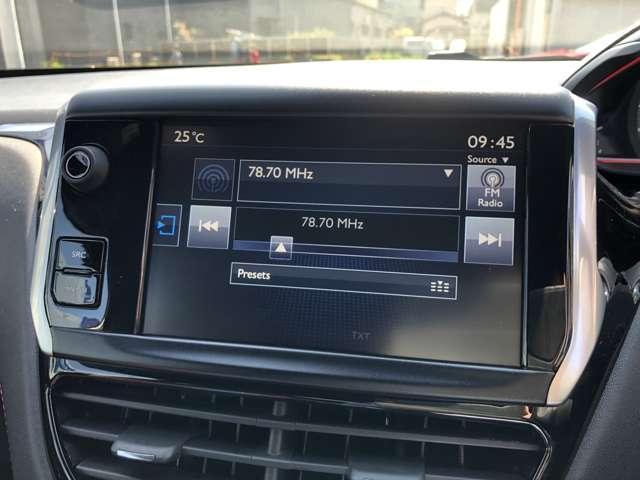 25 °C
09:45
Source ▼
78.70 MHz ▼
FM
Radio
78.70 MHz
SRC
Presets
TXT